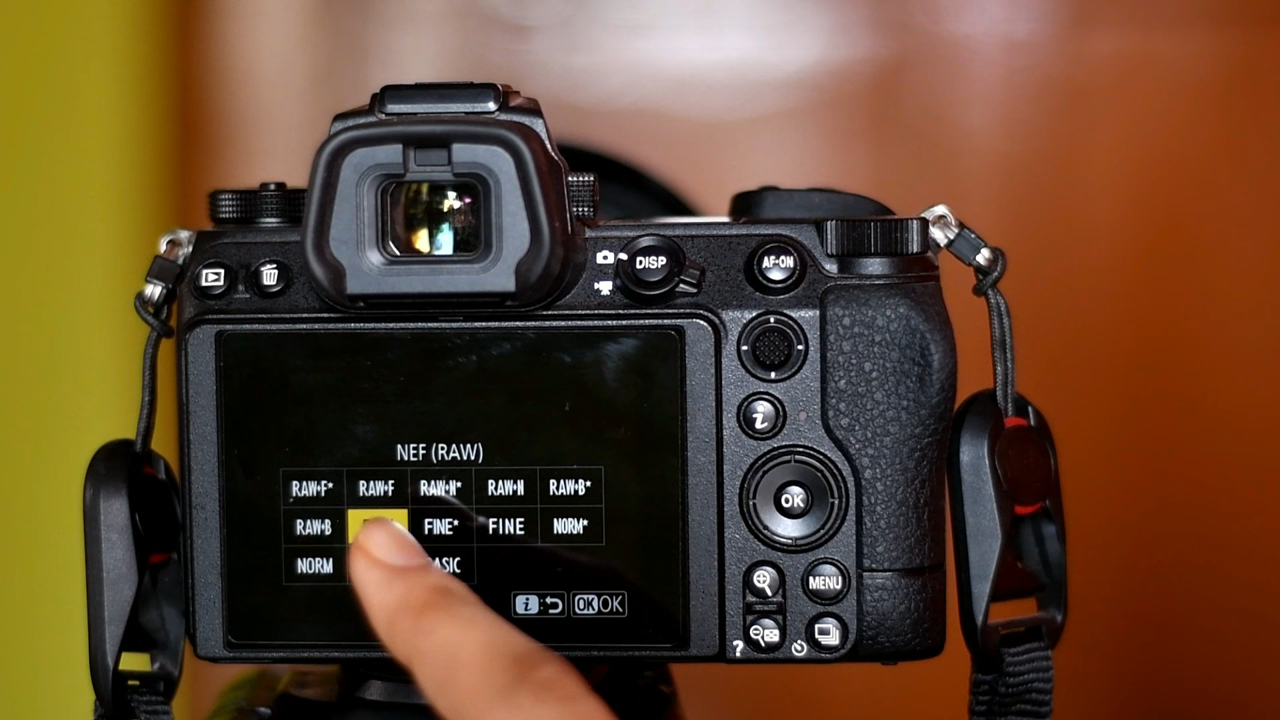 DISP
AF-ON
i
NEF (RAW)
RAW+F* RAW+F RAW+N* RAW+N RAW+B*
RAW+B FINE* FINE NORM*
NORM
OK
MENU
i : OK OK
?